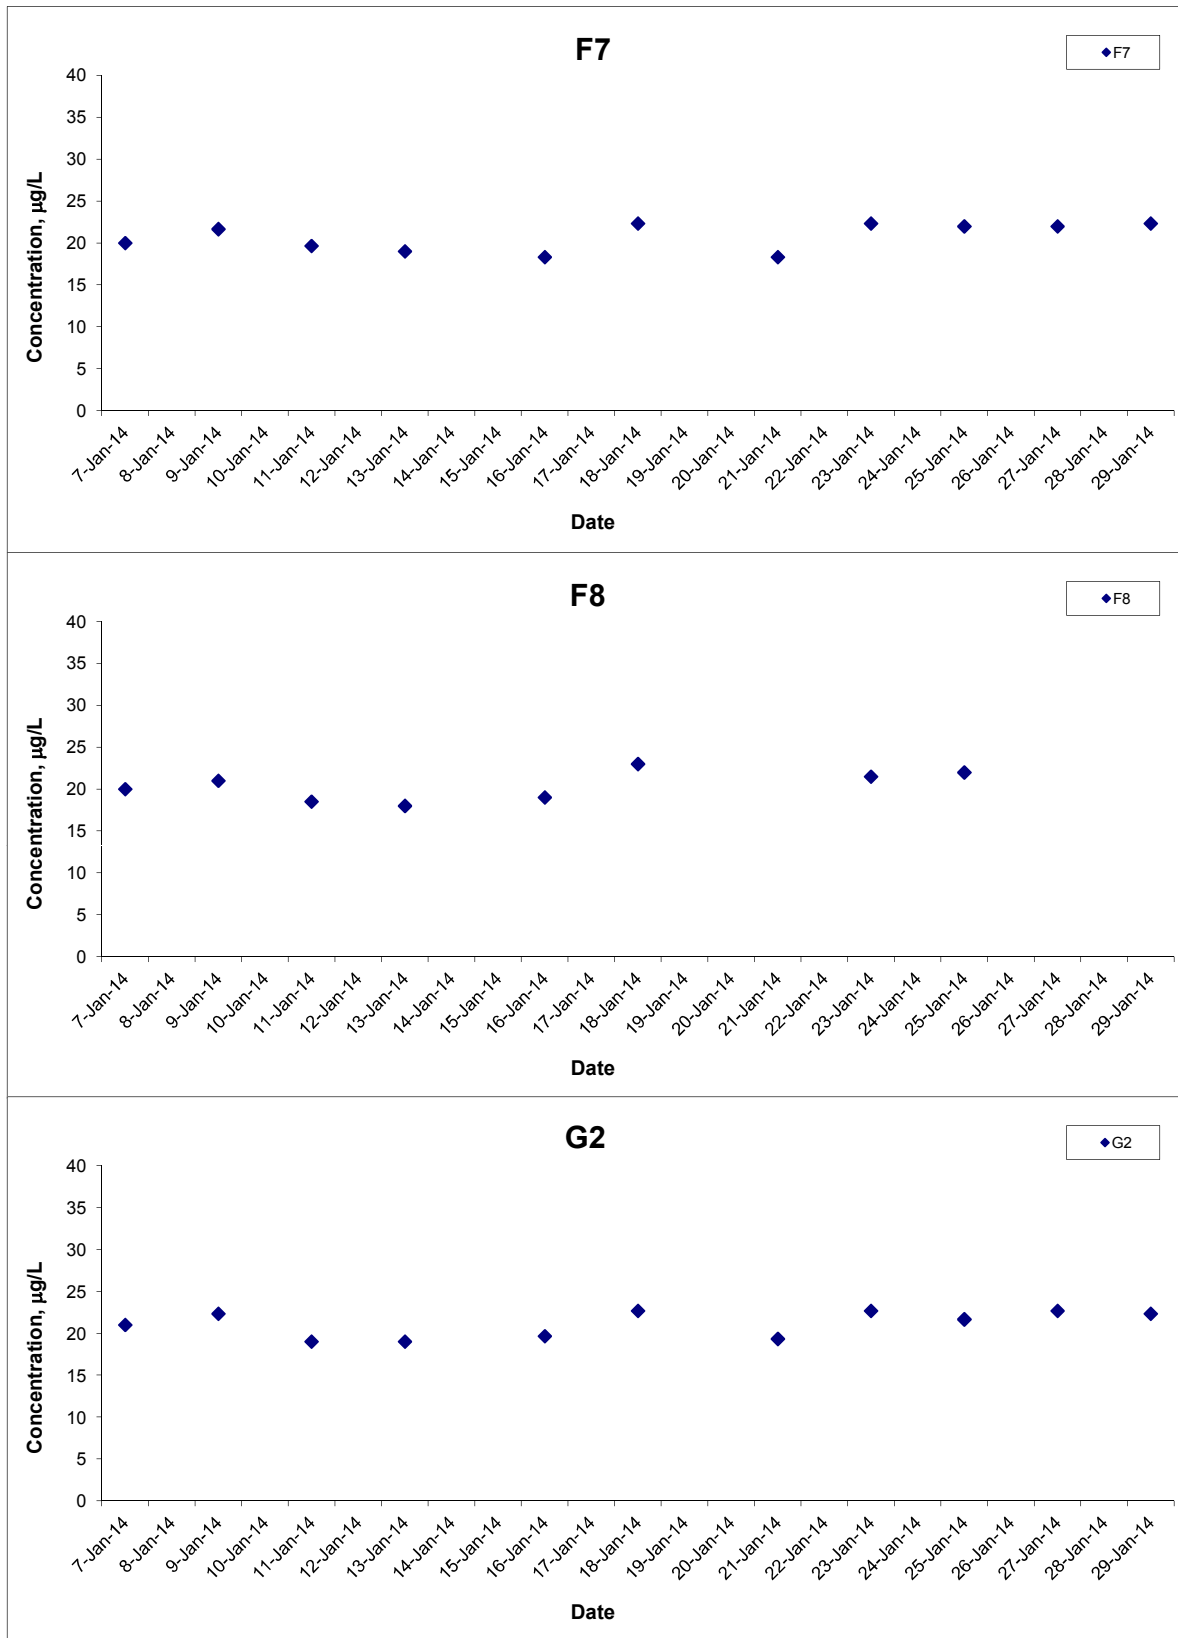 F7
F7
40
35
30
25
20
15
10
5
0
Concentration, µg/L
7-Jan-14
8-Jan-14
9-Jan-14
10-Jan-14
11-Jan-14
12-Jan-14
13-Jan-14
14-Jan-14
15-Jan-14
16-Jan-14
17-Jan-14
18-Jan-14
19-Jan-14
20-Jan-14
21-Jan-14
22-Jan-14
23-Jan-14
24-Jan-14
25-Jan-14
26-Jan-14
27-Jan-14
28-Jan-14
29-Jan-14
Date
F8
F8
40
35
30
25
20
15
10
5
0
Concentration, µg/L
7-Jan-14
8-Jan-14
9-Jan-14
10-Jan-14
11-Jan-14
12-Jan-14
13-Jan-14
14-Jan-14
15-Jan-14
16-Jan-14
17-Jan-14
18-Jan-14
19-Jan-14
20-Jan-14
21-Jan-14
22-Jan-14
23-Jan-14
24-Jan-14
25-Jan-14
26-Jan-14
27-Jan-14
28-Jan-14
29-Jan-14
Date
G2
G2
40
35
30
25
20
15
10
5
0
Concentration, µg/L
7-Jan-14
8-Jan-14
9-Jan-14
10-Jan-14
11-Jan-14
12-Jan-14
13-Jan-14
14-Jan-14
15-Jan-14
16-Jan-14
17-Jan-14
18-Jan-14
19-Jan-14
20-Jan-14
21-Jan-14
22-Jan-14
23-Jan-14
24-Jan-14
25-Jan-14
26-Jan-14
27-Jan-14
28-Jan-14
29-Jan-14
Date